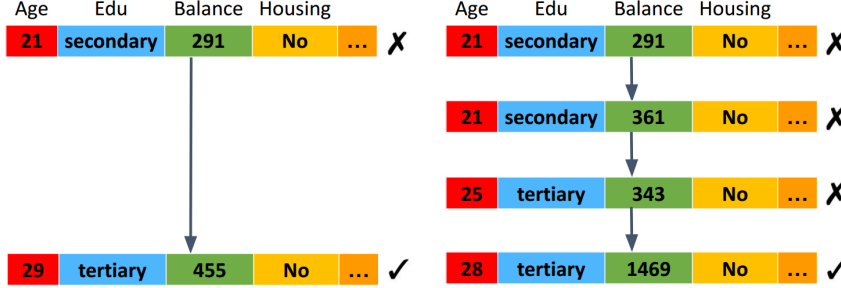 Age Edu Balance Housing
21 secondary 291 No ... ✗
29 tertiary 455 No ... ✓
Age Edu Balance Housing
21 secondary 291 No ... ✗
21 secondary 361 No ... ✗
25 tertiary 343 No ... ✗
28 tertiary 1469 No ... ✓